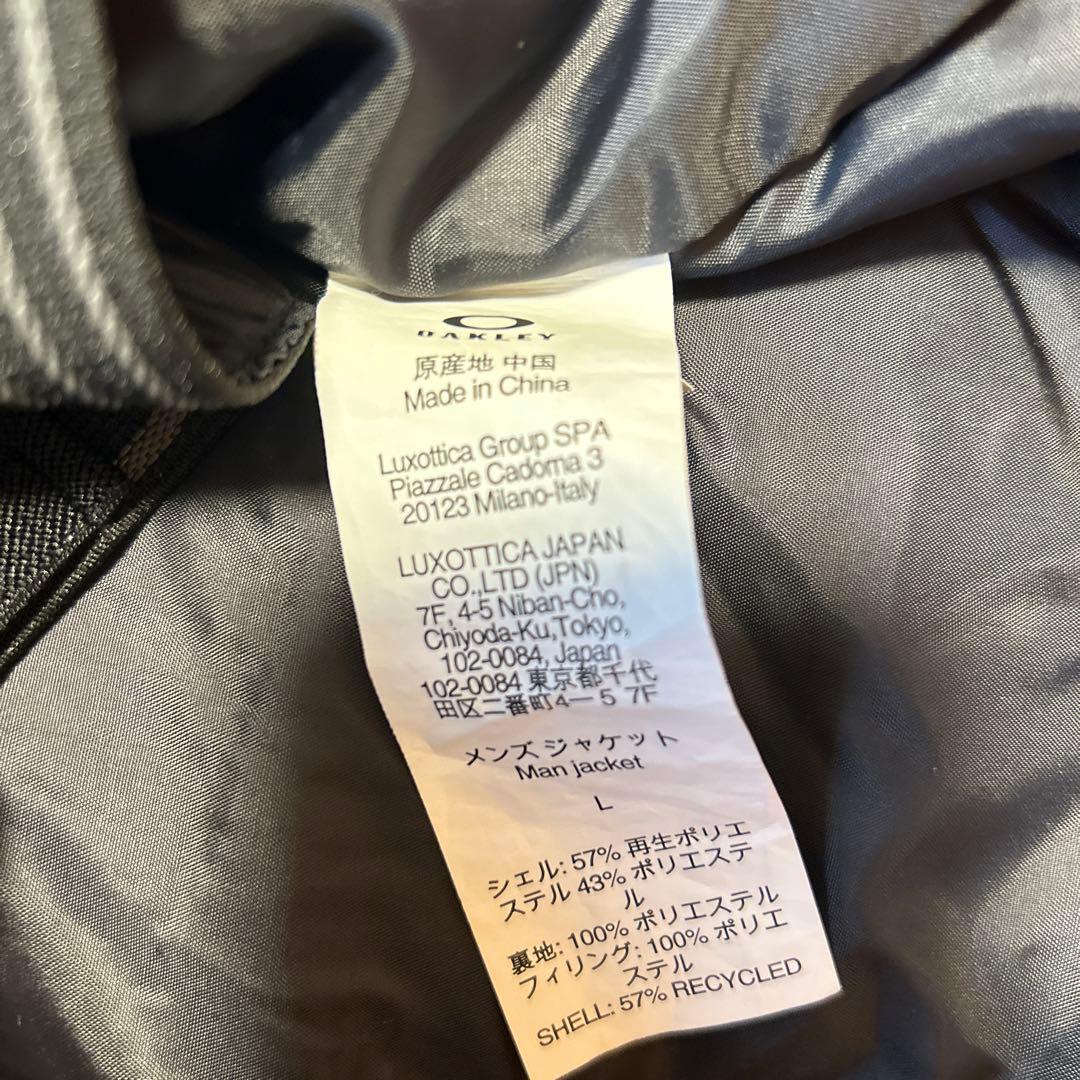 OAKLEY
原産地 中国
Made in China
Luxottica Group SPA
Piazzale Cadorna 3
20123 Milano-Italy
LUXOTTICA JAPAN
CO.,LTD (JPN)
7F, 4-5 Niban-Cho,
Chiyoda-Ku,Tokyo,
102-0084, Japan
102-0084 東京都千代
田区二番町4ー5 7F
メンズ ジャケット
Man jacket
L
シェル: 57% 再生ポリエ
ステル 43% ポリエステ
ル
裏地: 100% ポリエステル
フィリング: 100% ポリエ
ステル
SHELL: 57% RECYCLED